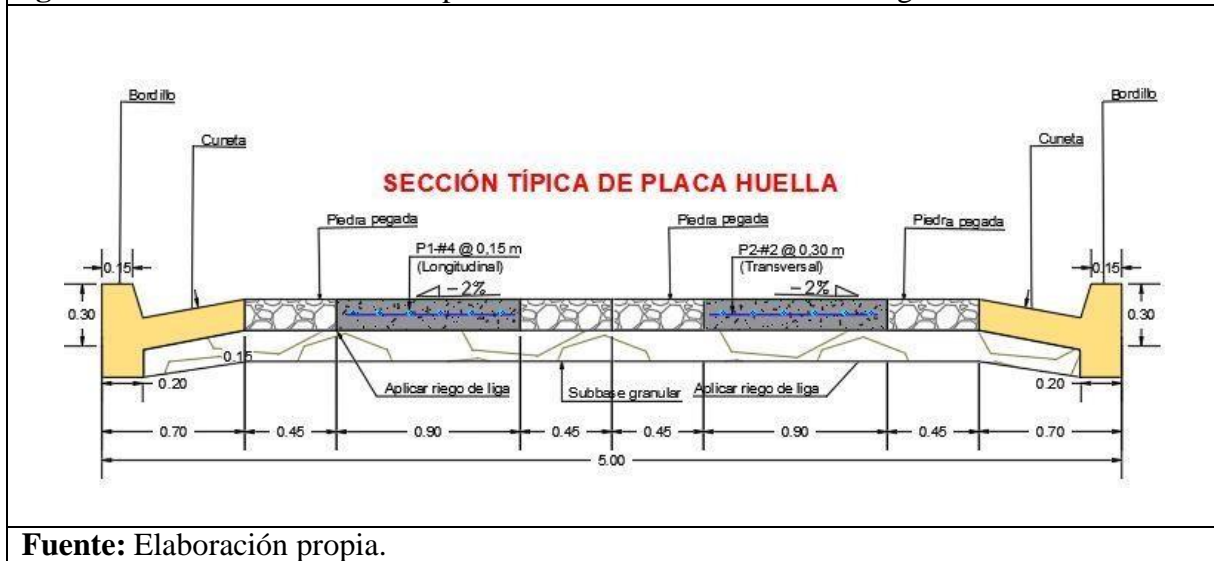 Bordillo
Bordillo
Cuneta
Cuneta
SECCIÓN TÍPICA DE PLACA HUELLA
Piedra pegada
Piedra pegada
Piedra pegada
P1-#4 @ 0,15 m
(Longitudinal)
P2-#2 @ 0,30 m
(Transversal)
0.15
0.15
-2%
-2%
0.30
0.30
0.15
0.20
0.20
Aplicar riego de liga
Subbase granular
Aplicar riego de liga
0.70
0.45
0.90
0.45
0.45
0.90
0.45
0.70
5.00
Fuente: Elaboración propia.